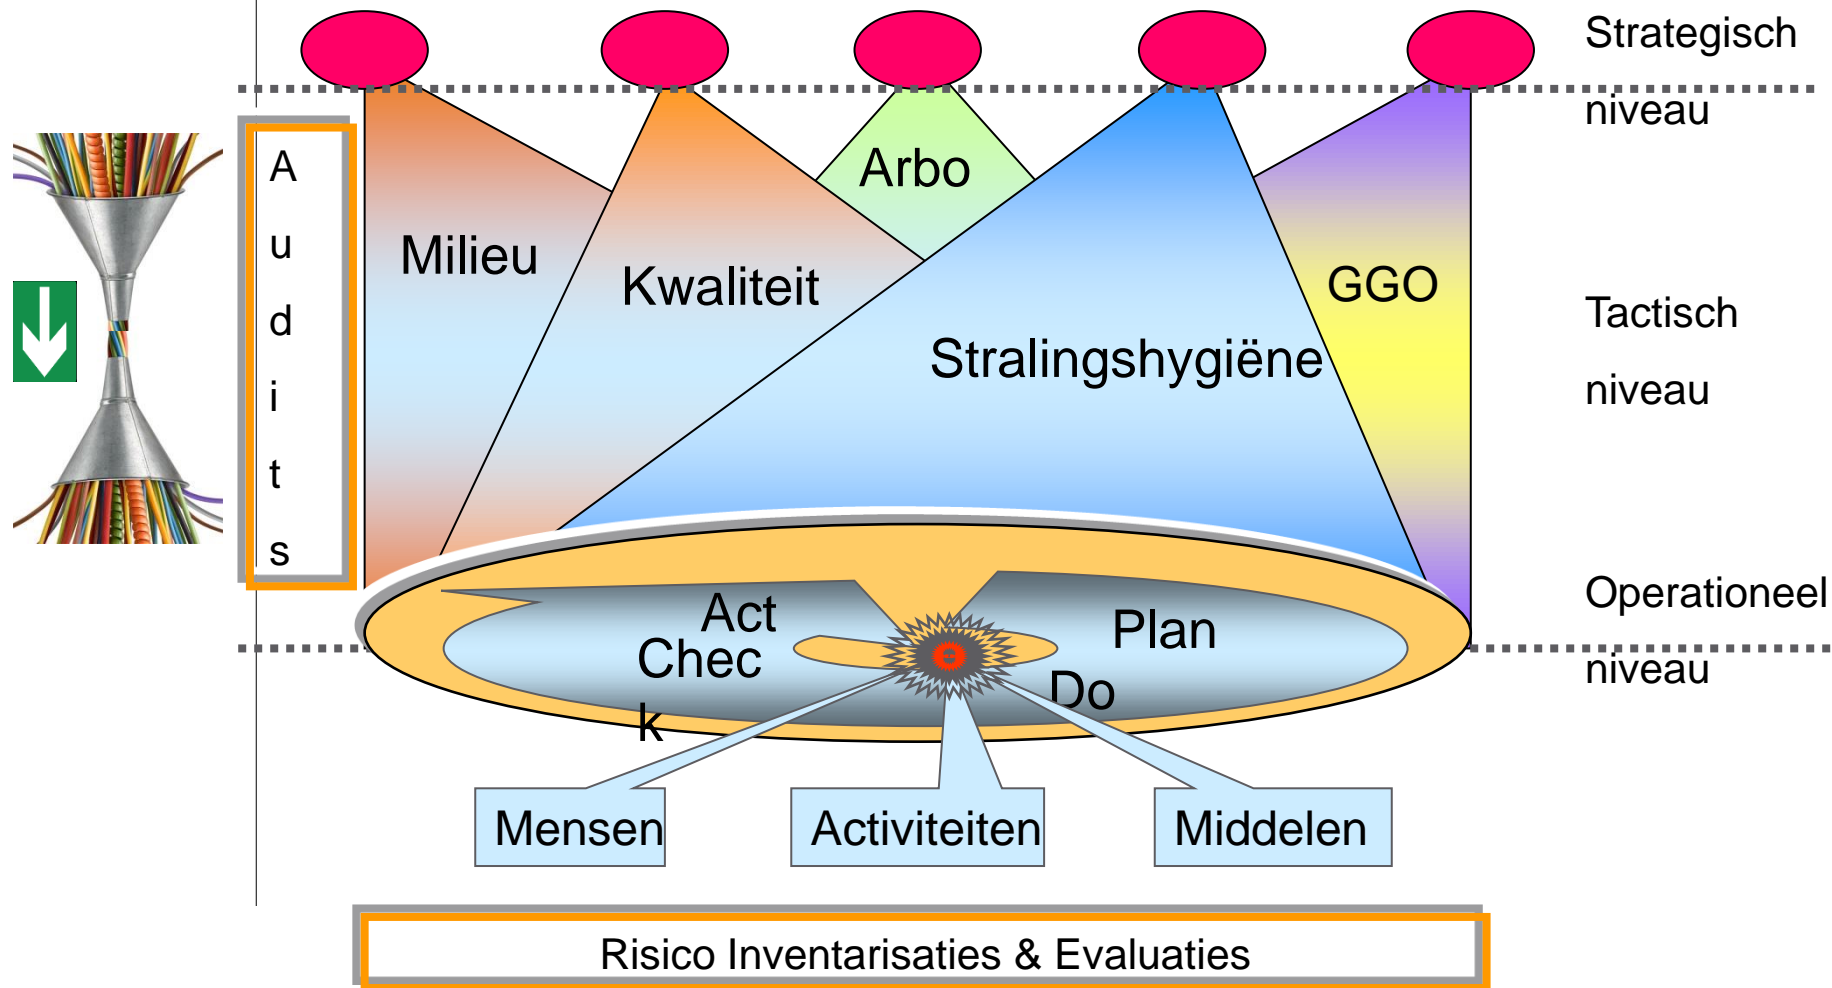 Strategisch
niveau
A
u
d
i
t
s
Arbo
Milieu
Kwaliteit
GGO
Stralingshygiëne
Tactisch
niveau
Operationeel
niveau
Act
Plan
Chec
k
Do
Mensen
Activiteiten
Middelen
Risico Inventarisaties & Evaluaties